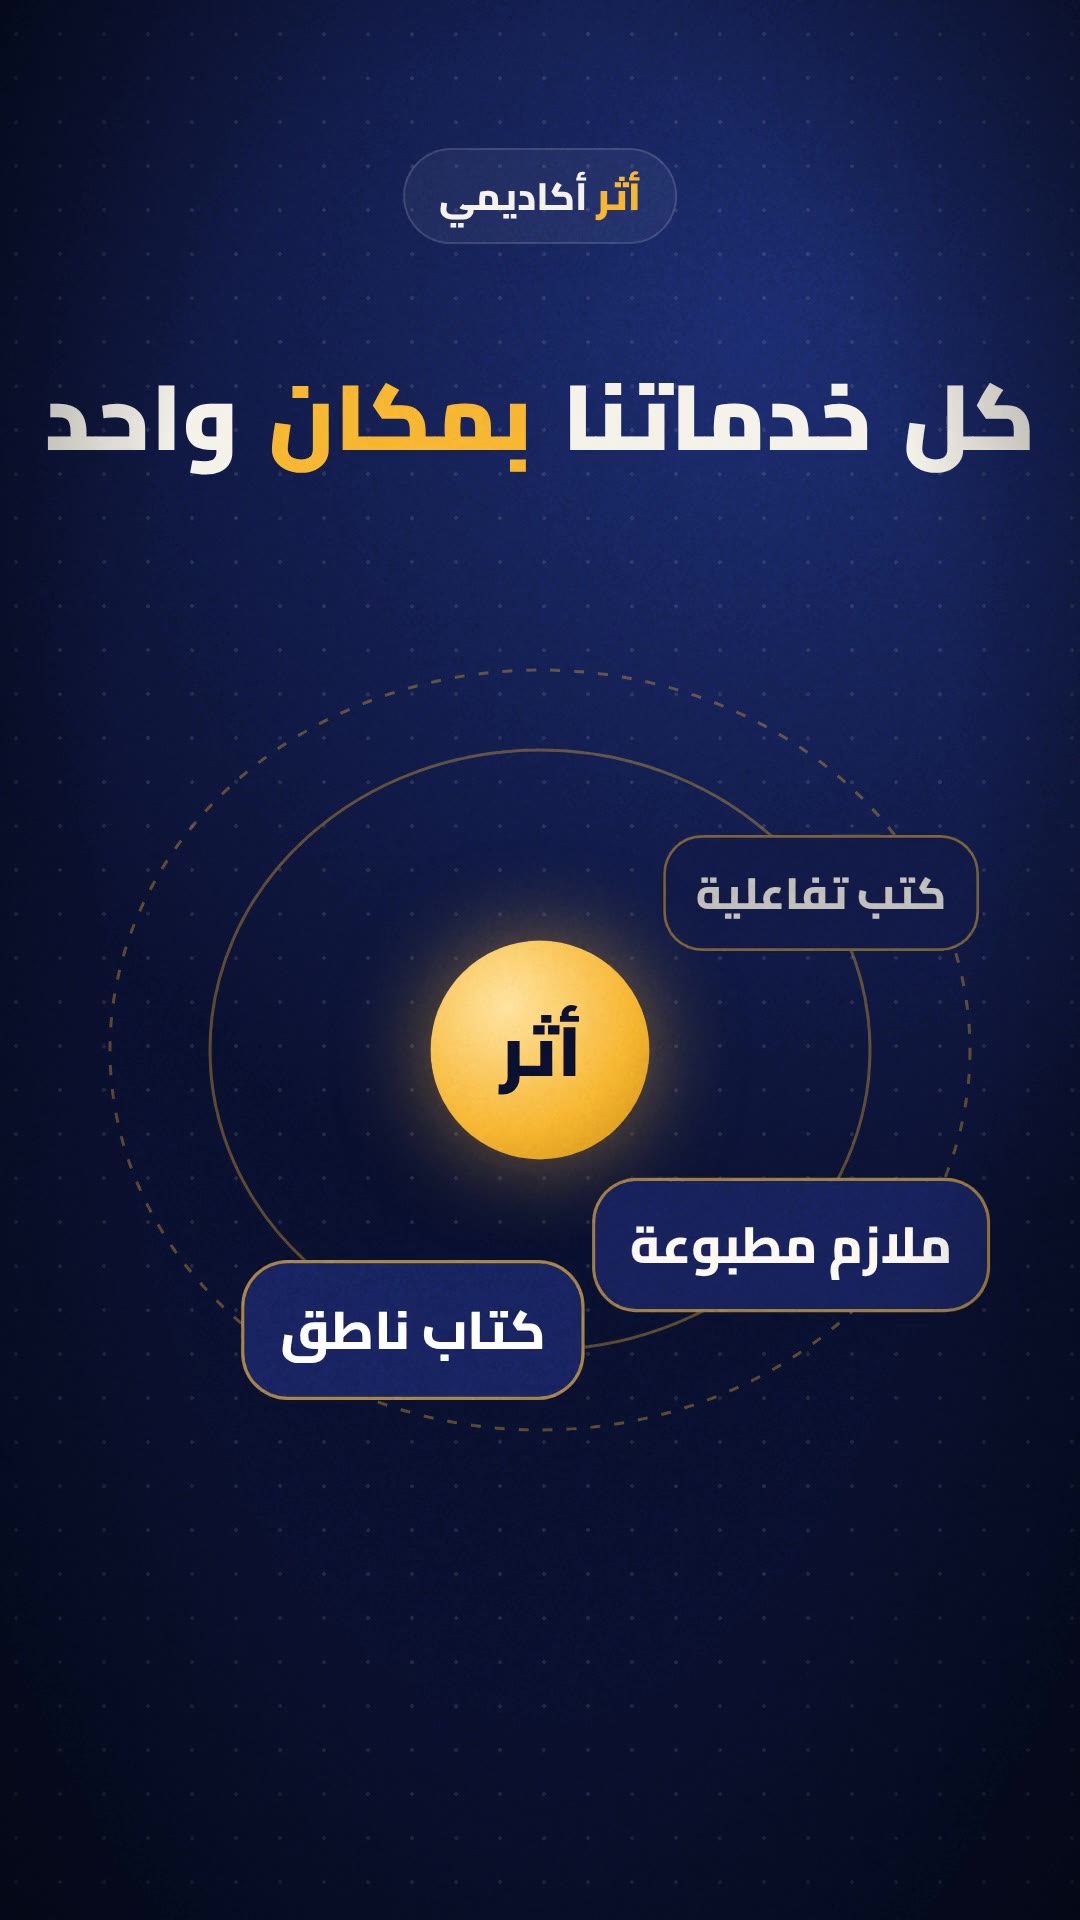 أثر أكاديمي
كل خدماتنا بمكان واحد
كتب تفاعلية
أثر
ملازم مطبوعة
كتاب ناطق